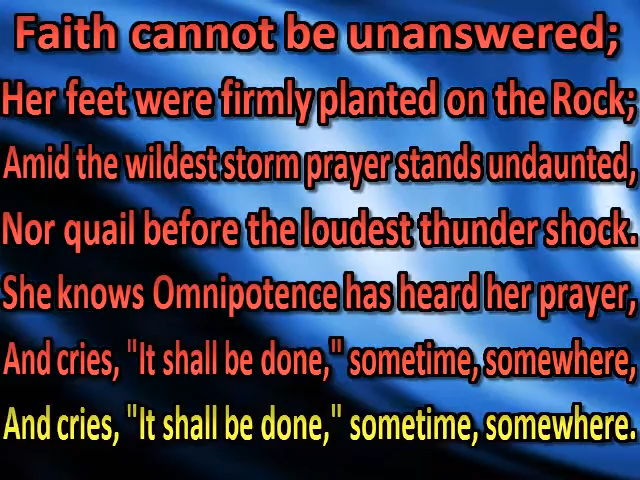 Faith cannot be unanswered;
Her feet were firmly planted on the Rock;
Amid the wildest storm prayer stands undaunted,
Nor quail before the loudest thunder shock.
She knows Omnipotence has heard her prayer,
And cries, "It shall be done," sometime, somewhere,
And cries, "It shall be done," sometime, somewhere.